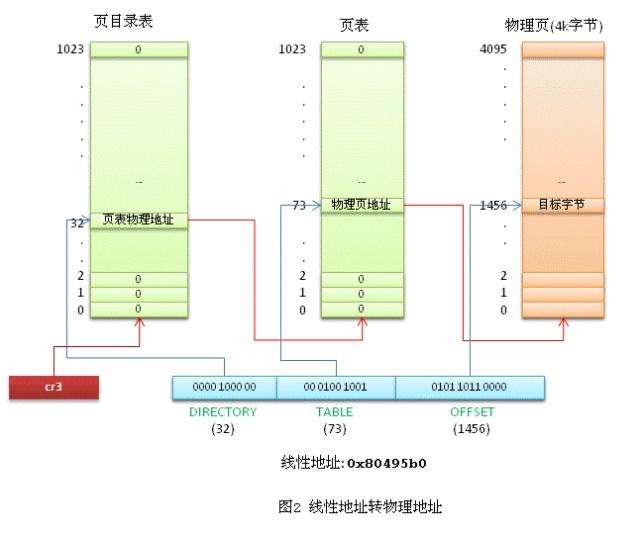 页目录表 页表 物理页(4k字节)
1023 0 1023 0 4095
... ... ...
73 物理页地址 1456 目标字节
32 页表物理地址
2 0 2 0 2
1 0 1 0 1
0 0 0 0 0
cr3 0000 1000 00 00 0100 1001 0101 1011 0000
DIRECTORY TABLE OFFSET
(32) (73) (1456)
线性地址:0x80495b0
图2 线性地址转物理地址